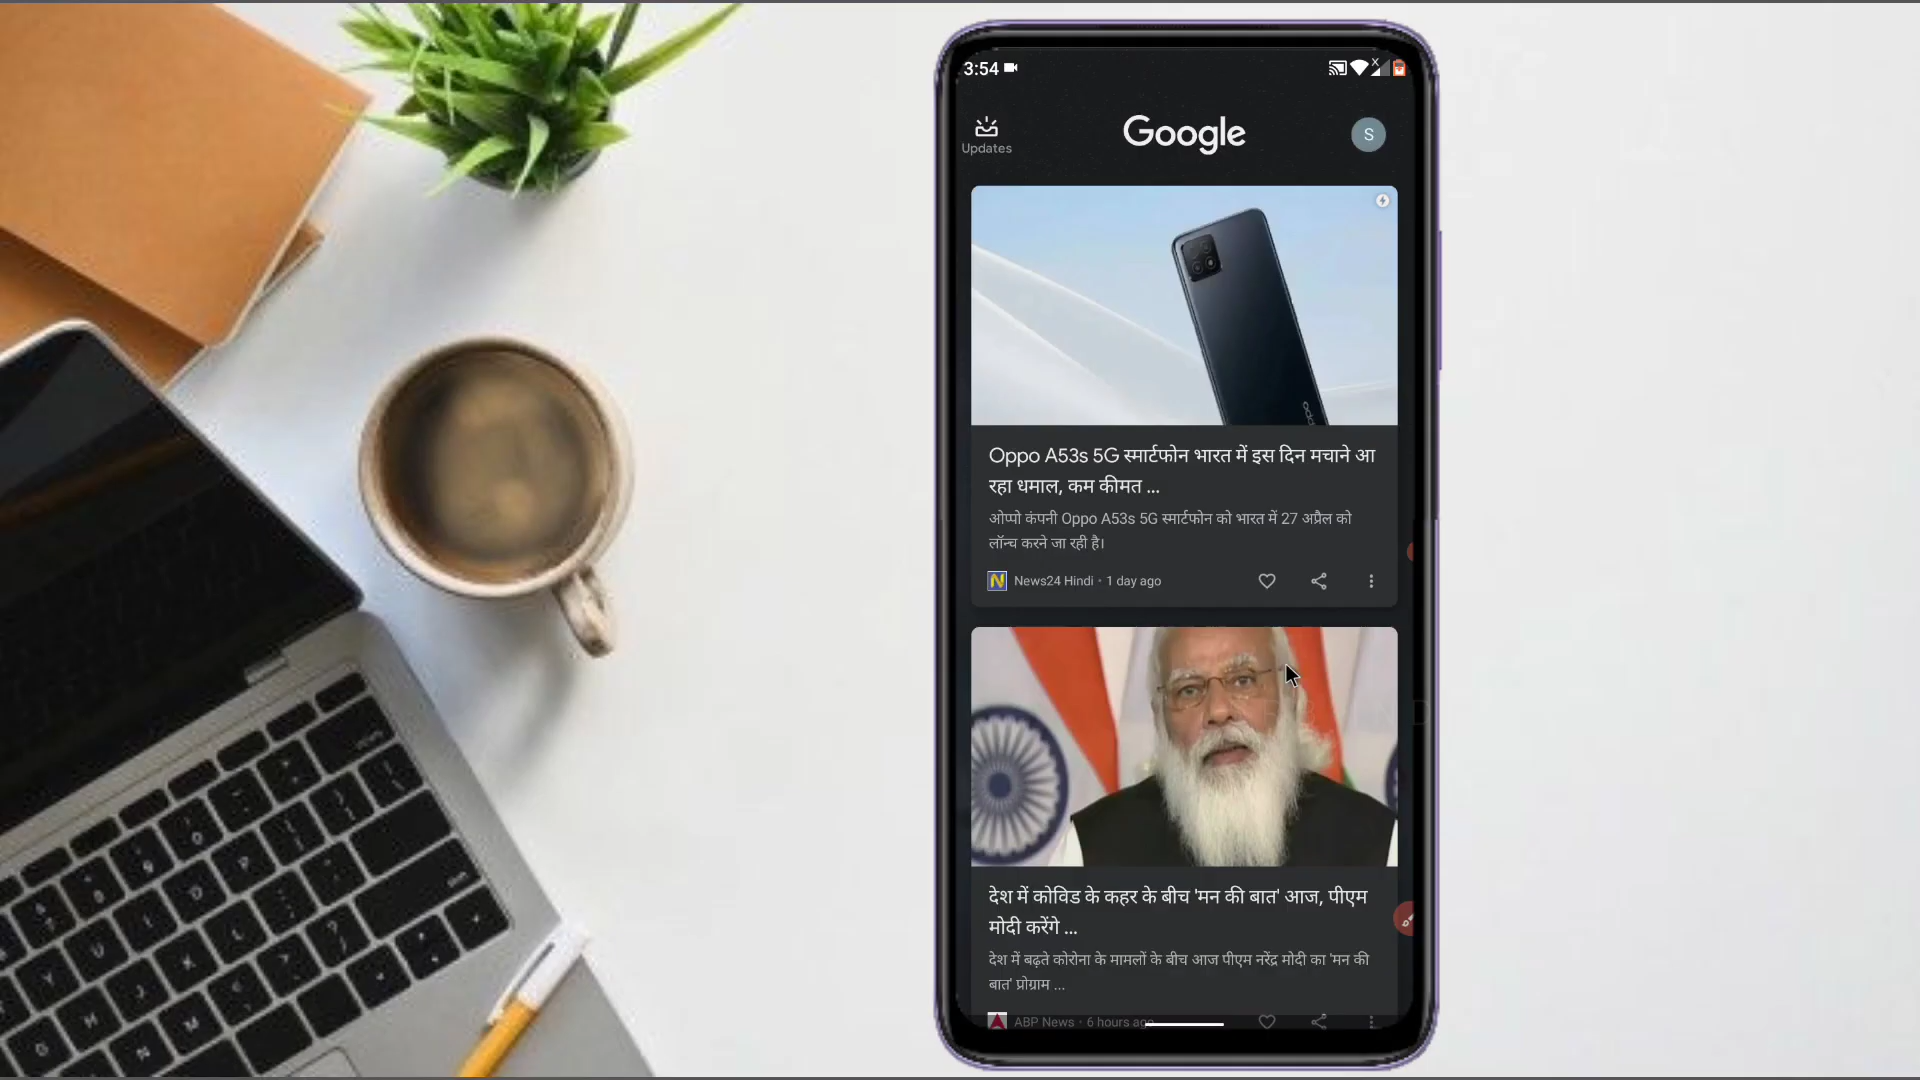 3:54
Updates
Google
S
oppo
Oppo A53s 5G स्मार्टफोन भारत में इस दिन मचाने आ
रहा धमाल, कम कीमत ...
ओप्पो कंपनी Oppo A53s 5G स्मार्टफोन को भारत में 27 अप्रैल को
लॉन्च करने जा रही है।
N News24 Hindi · 1 day ago
देश में कोविड के कहर के बीच 'मन की बात' आज, पीएम
मोदी करेंगे ...
देश में बढ़ते कोरोना के मामलों के बीच आज पीएम नरेंद्र मोदी का 'मन की
बात' प्रोग्राम ...
ABP News · 6 hours ago